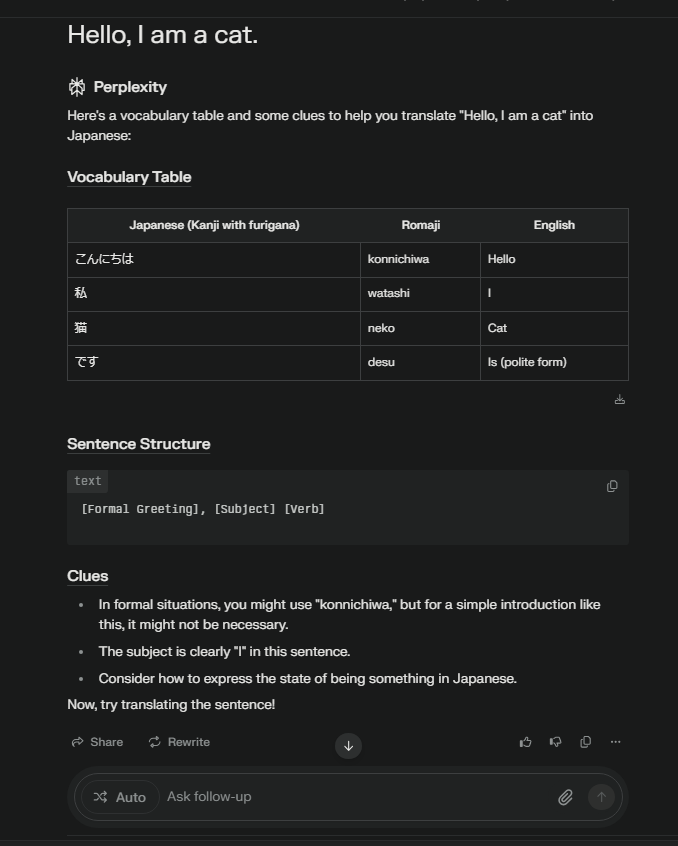 Hello, I am a cat.
Perplexity
Here's a vocabulary table and some clues to help you translate "Hello, I am a cat" into
Japanese:
Vocabulary Table
Japanese (Kanji with furigana) Romaji English
こんにちは konnichiwa Hello
私 watashi I
猫 neko Cat
です desu Is (polite form)
Sentence Structure
text
[Formal Greeting], [Subject] [Verb]
Clues
• In formal situations, you might use "konnichiwa," but for a simple introduction like
this, it might not be necessary.
• The subject is clearly "I" in this sentence.
• Consider how to express the state of being something in Japanese.
Now, try translating the sentence!
Share Rewrite
Auto Ask follow-up